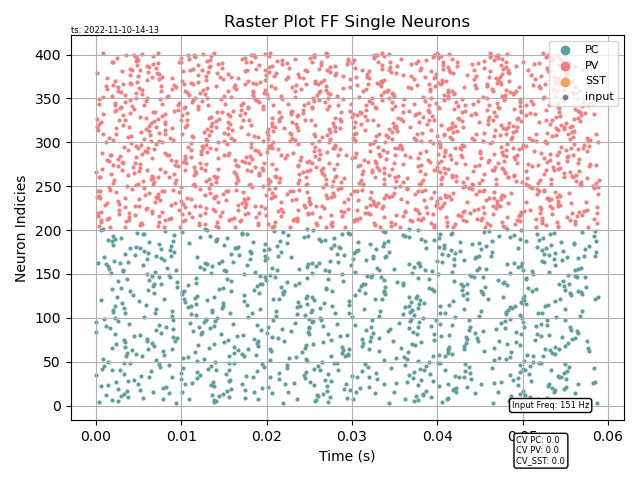 Raster Plot FF Single Neurons
ts: 2022-11-10-14-13
PC
PV
SST
input
Neuron Indicies
400
350
300
250
200
150
100
50
0
Input Freq: 151 Hz
0.00 0.01 0.02 0.03 0.04 0.05 0.06
CV PC: 0.0
CV PV: 0.0
CV_SST: 0.0
Time (s)